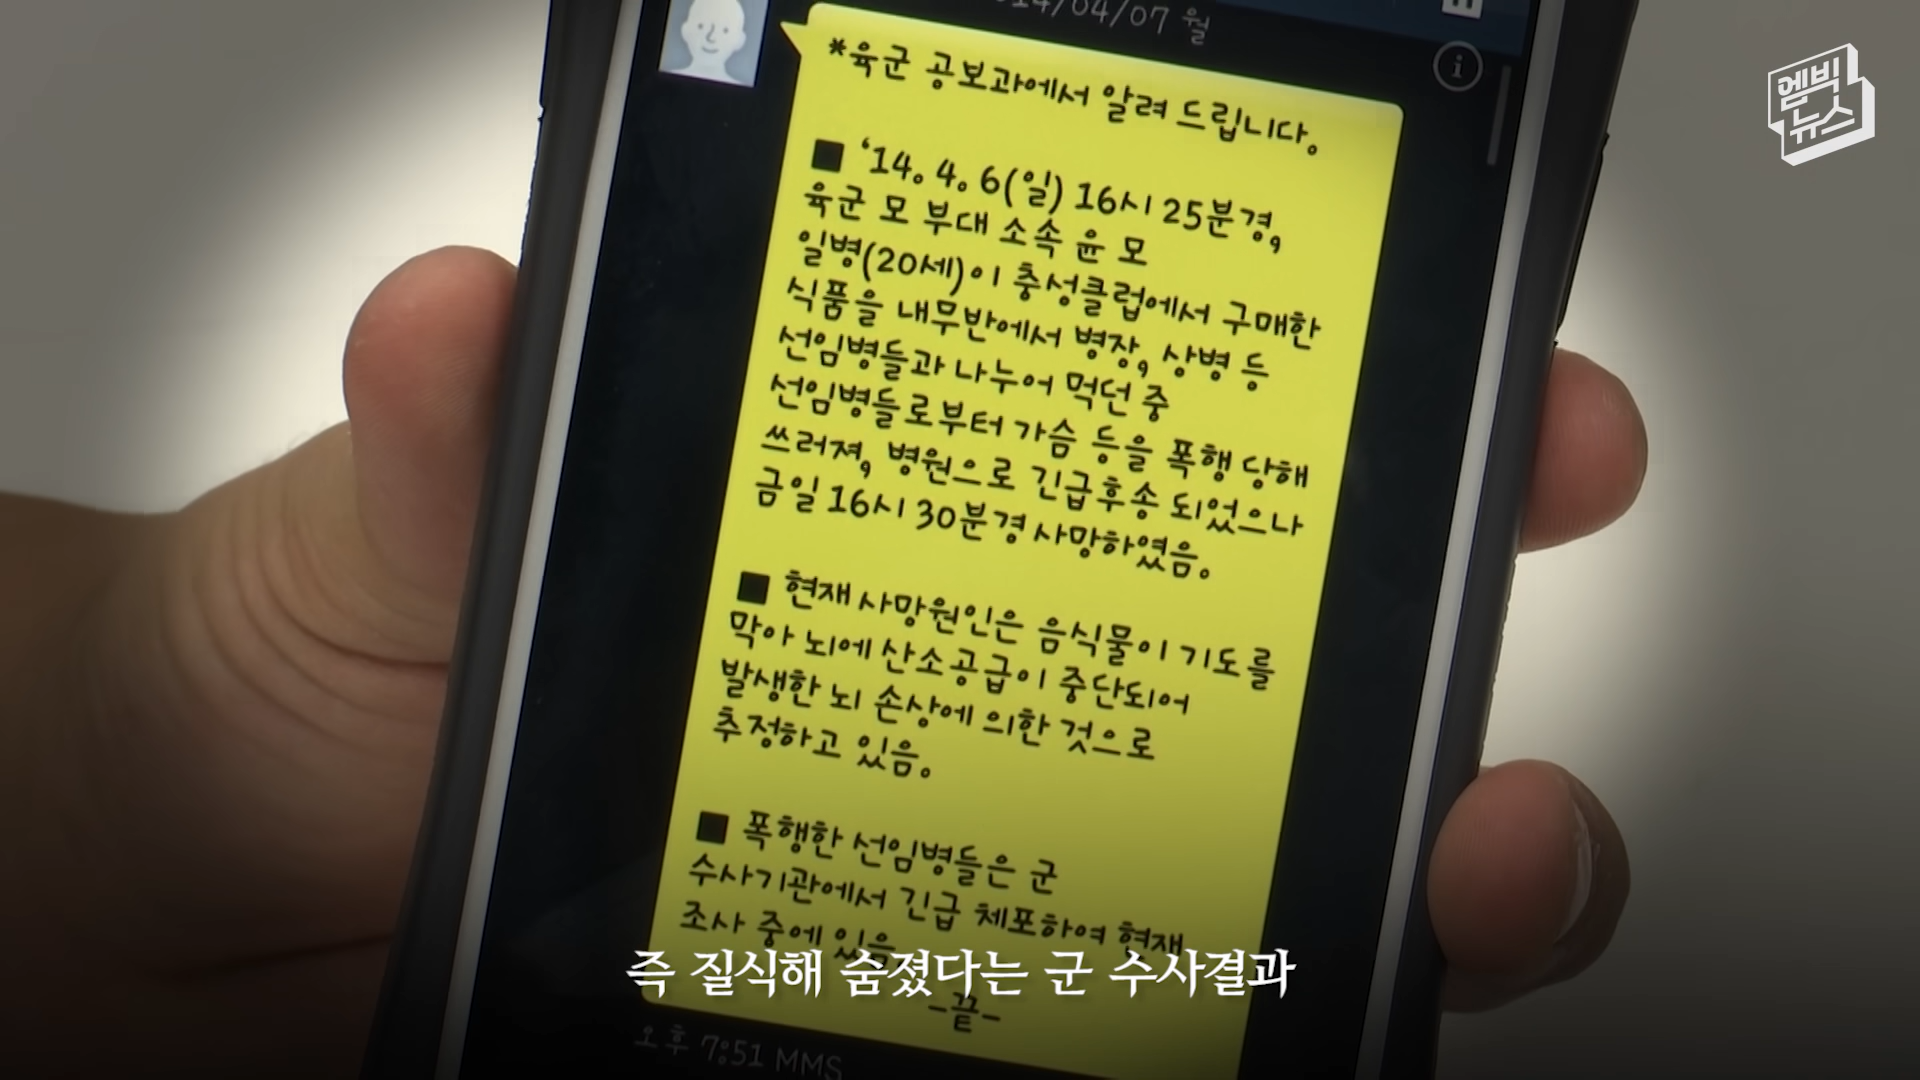 2014/04/07 월
엠빅
뉴스
*육군 공보과에서 알려 드립니다.
■ ‘14. 4. 6(일) 16시 25분경,
육군 모 부대 소속 윤 모
일병(20세)이 충성클럽에서 구매한
식품을 내무반에서 병장, 상병 등
선임병들과 나누어 먹던 중
선임병들로부터 가슴 등을 폭행 당해
쓰러져, 병원으로 긴급후송 되었으나
금일 16시 30분경 사망하였음.
■ 현재 사망원인은 음식물이 기도를
막아 뇌에 산소공급이 중단되어
발생한 뇌 손상에 의한 것으로
추정하고 있음.
■ 폭행한 선임병들은 군
수사기관에서 긴급 체포하여 현재
조사 중에 있음
즉 질식해 숨졌다는 군 수사결과
-끝-
오후 7:51 MMS